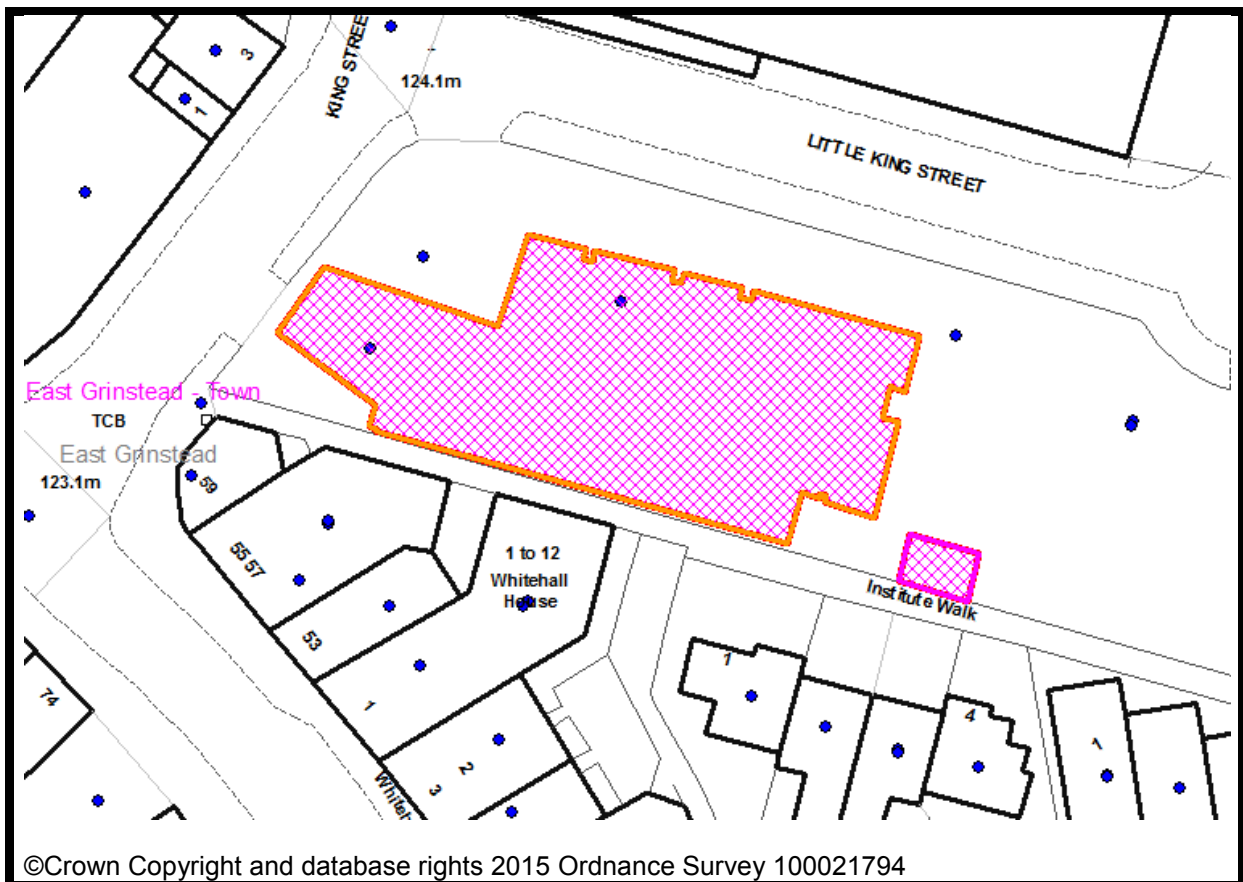 3
1
KING STREE
124.1m
LITTLE KING STREET
East Grinstead - Town
TCB
East Grinstead
123.1m
59
55 57
53
1
2
3
1 to 12
Whitehall
House
Institute Walk
1
4
1
74
Whiteh
©Crown Copyright and database rights 2015 Ordnance Survey 100021794